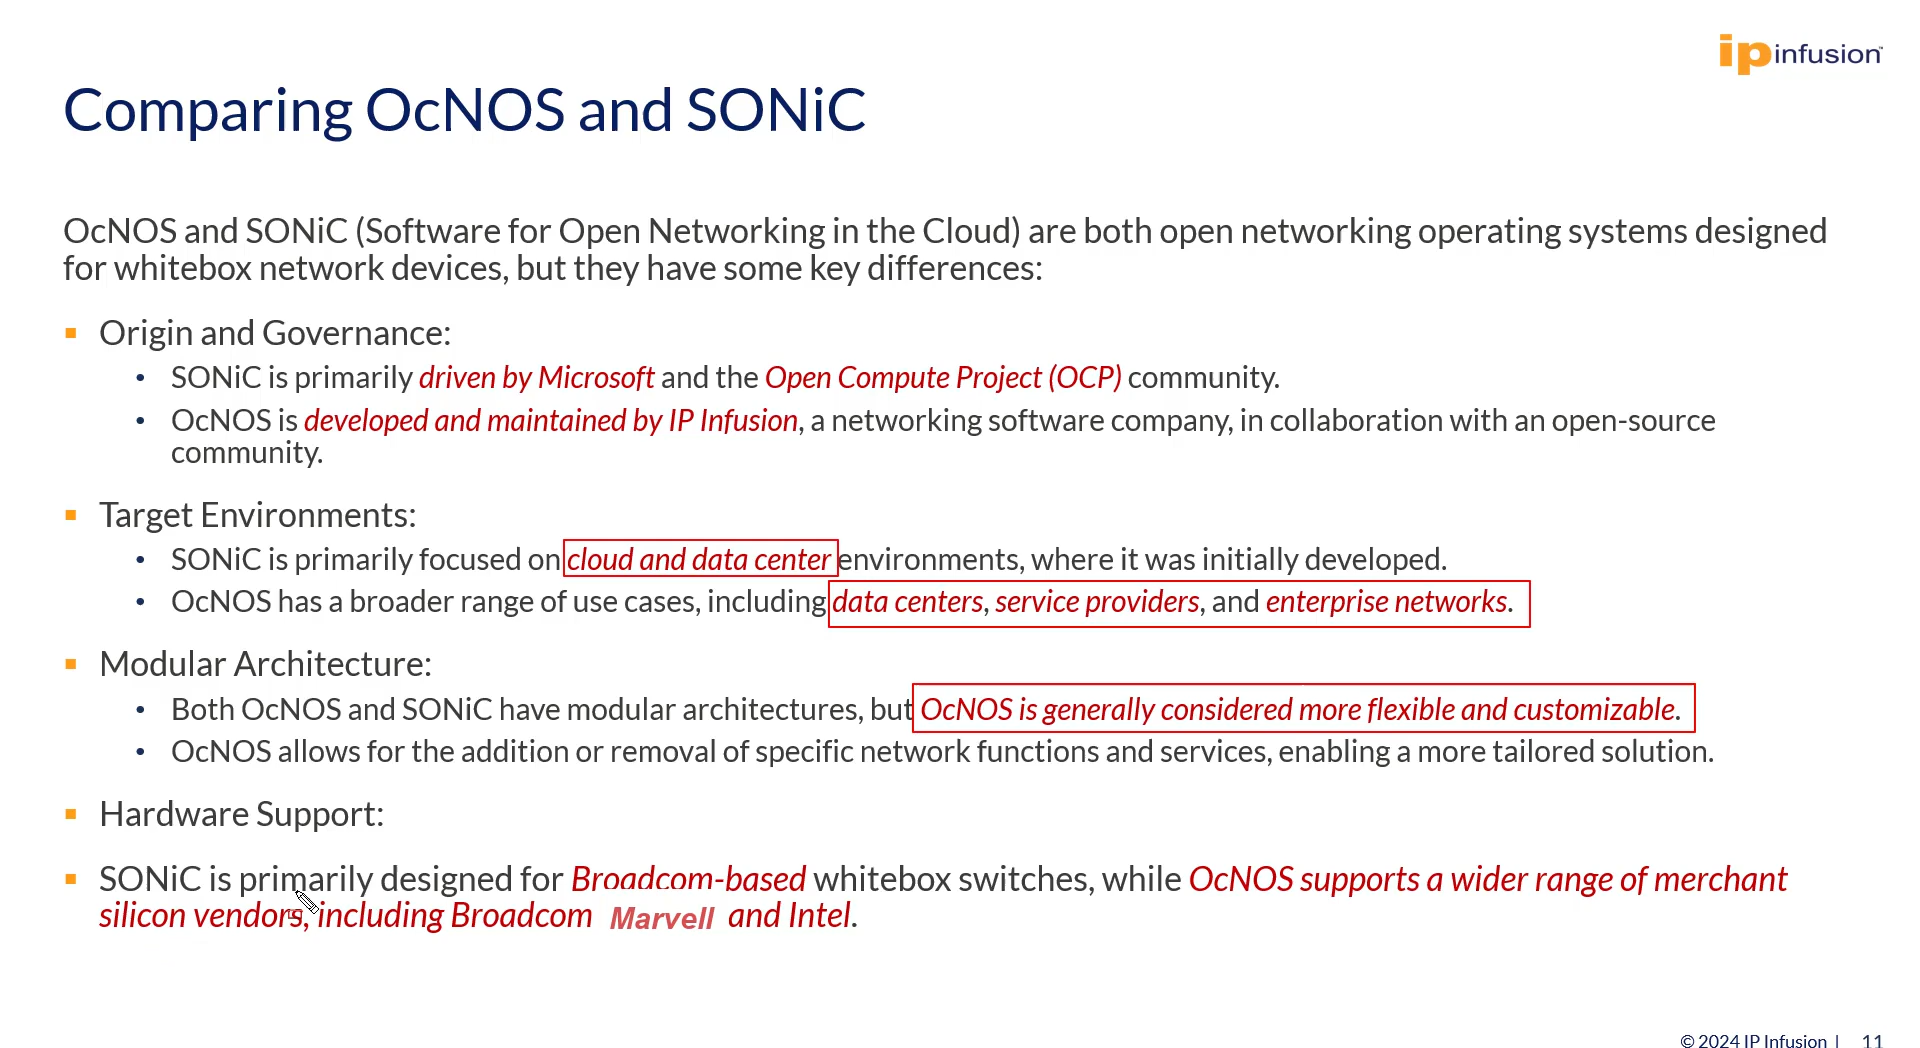 ip infusion™
Comparing OcNOS and SONiC
OcNOS and SONiC (Software for Open Networking in the Cloud) are both open networking operating systems designed
for whitebox network devices, but they have some key differences:
▪ Origin and Governance:
• SONiC is primarily driven by Microsoft and the Open Compute Project (OCP) community.
• OcNOS is developed and maintained by IP Infusion, a networking software company, in collaboration with an open-source
community.
▪ Target Environments:
• SONiC is primarily focused on cloud and data center environments, where it was initially developed.
• OcNOS has a broader range of use cases, including data centers, service providers, and enterprise networks.
▪ Modular Architecture:
• Both OcNOS and SONiC have modular architectures, but OcNOS is generally considered more flexible and customizable.
• OcNOS allows for the addition or removal of specific network functions and services, enabling a more tailored solution.
▪ Hardware Support:
▪ SONiC is primarily designed for Broadcom-based whitebox switches, while OcNOS supports a wider range of merchant
silicon vendors, including Broadcom Marvell and Intel.
© 2024 IP Infusion | 11